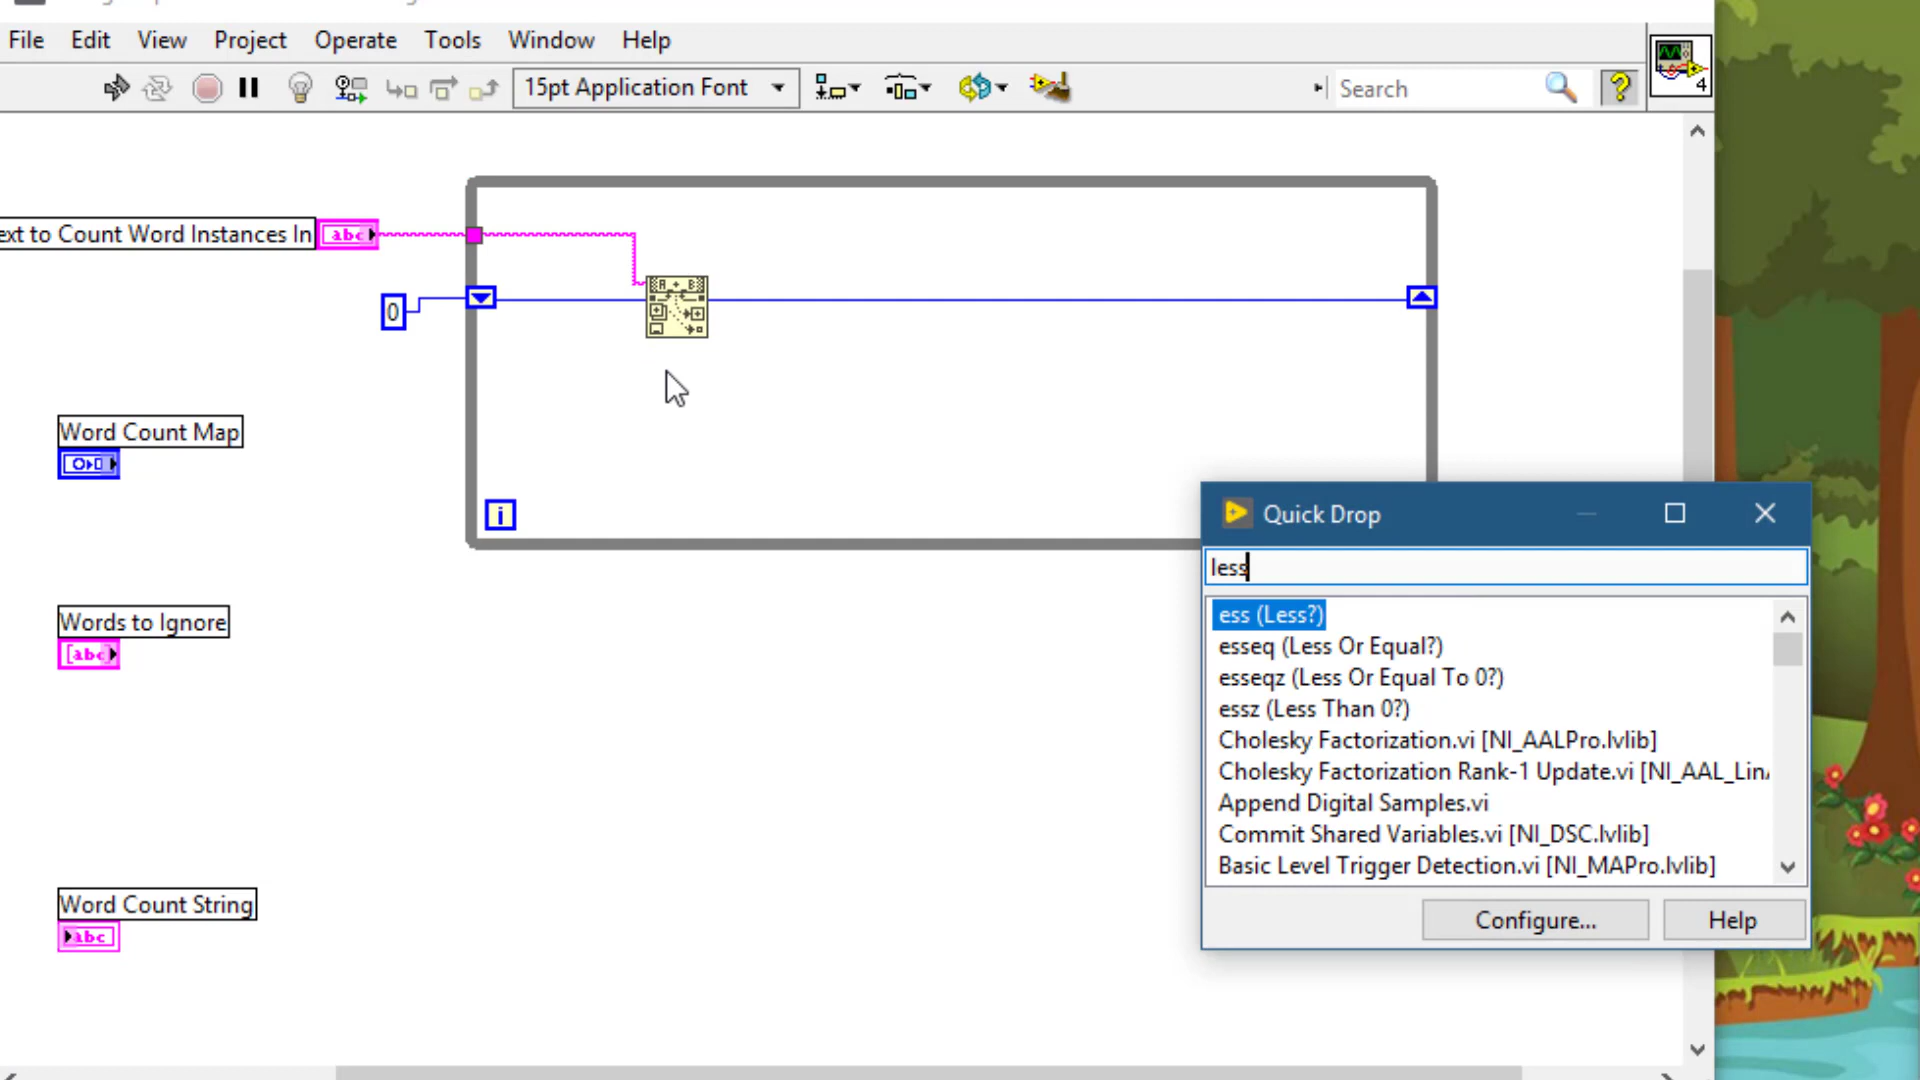 File Edit View Project Operate Tools Window Help
15pt Application Font
Search
4
ext to Count Word Instances In
abc
0
Word Count Map
i
Words to Ignore
[abc]
Word Count String
abc
Quick Drop
less
ess (Less?)
esseq (Less Or Equal?)
esseqz (Less Or Equal To 0?)
essz (Less Than 0?)
Cholesky Factorization.vi [NI_AALPro.lvlib]
Cholesky Factorization Rank-1 Update.vi [NI_AAL_LinA
Append Digital Samples.vi
Commit Shared Variables.vi [NI_DSC.lvlib]
Basic Level Trigger Detection.vi [NI_MAPro.lvlib]
Configure...
Help